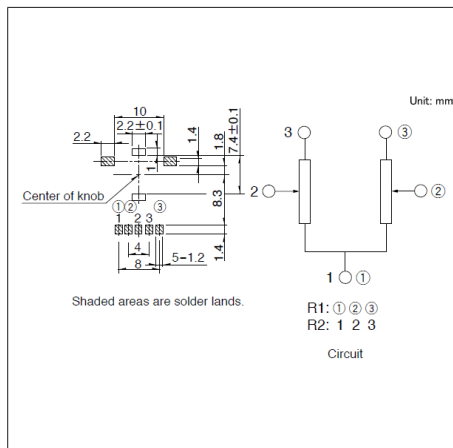 Unit: mm
10
2.2±0.1
2.2
1.4
1.8
7.4±0.1
1
Center of knob
8.3
① ② ③
1 2 3
4
8
5–1.2
1.4
Shaded areas are solder lands.
3 ③
2 ②
1 ①
R1: ① ② ③
R2: 1 2 3
Circuit